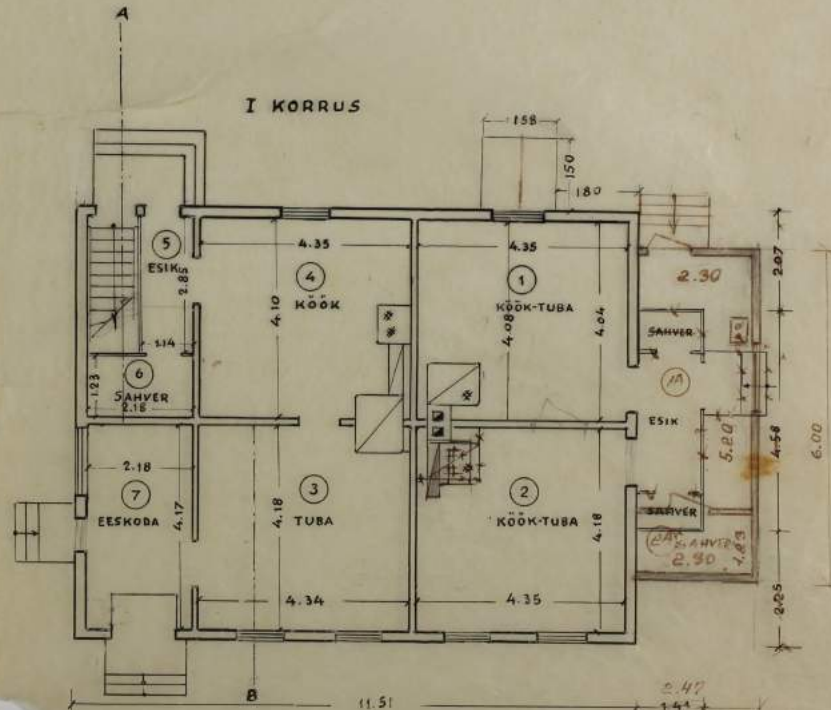 A
I KORRUS
158
150
180
4.35
4.35
2.07
2.30
5
ESIK
2.85
4
KÖÖK
4.10
1
KÖÖK-TUBA
4.08
4.04
SAHVER
1A
1.14
6
SAHVER
1.23
2.18
ESIK
5.20
4.58
6.00
2.18
7
EESKODA
4.17
4.18
3
TUBA
2
KÖÖK-TUBA
4.18
SAHVER
SAHVER
2.30
4.34
4.35
2.25
B
11.51
2.47